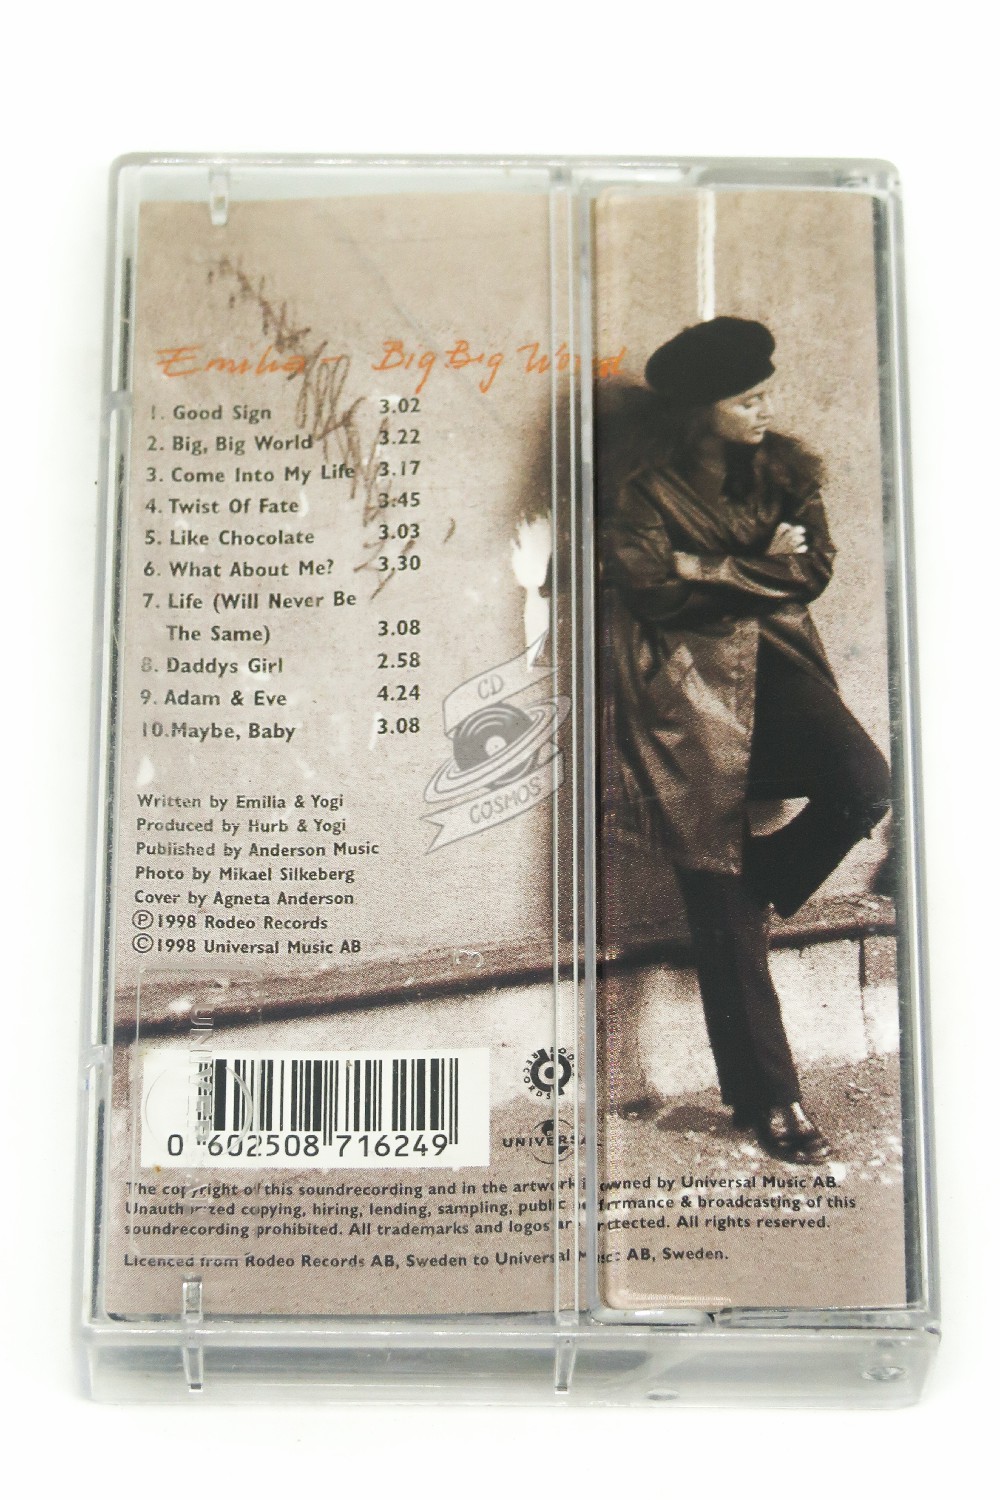 Emilia - Big Big World
1. Good Sign 3.02
2. Big, Big World 3.22
3. Come Into My Life 3.17
4. Twist Of Fate 3.45
5. Like Chocolate 3.03
6. What About Me? 3.30
7. Life (Will Never Be
The Same) 3.08
8. Daddys Girl 2.58
9. Adam & Eve 4.24
10. Maybe, Baby 3.08
CD
COSMOS
Written by Emilia & Yogi
Produced by Hurb & Yogi
Published by Anderson Music
Photo by Mikael Silkeberg
Cover by Agneta Anderson
Ⓟ 1998 Rodeo Records
© 1998 Universal Music AB
3
RODEO RECORDS
UNIVERSAL
0 602508 716249
The copyright of this soundrecording and in the artwork is owned by Universal Music AB.
Unauthorized copying, hiring, lending, sampling, public performance & broadcasting of this
soundrecording prohibited. All trademarks and logos are protected. All rights reserved.
Licenced from Rodeo Records AB, Sweden to Universal Music AB, Sweden.